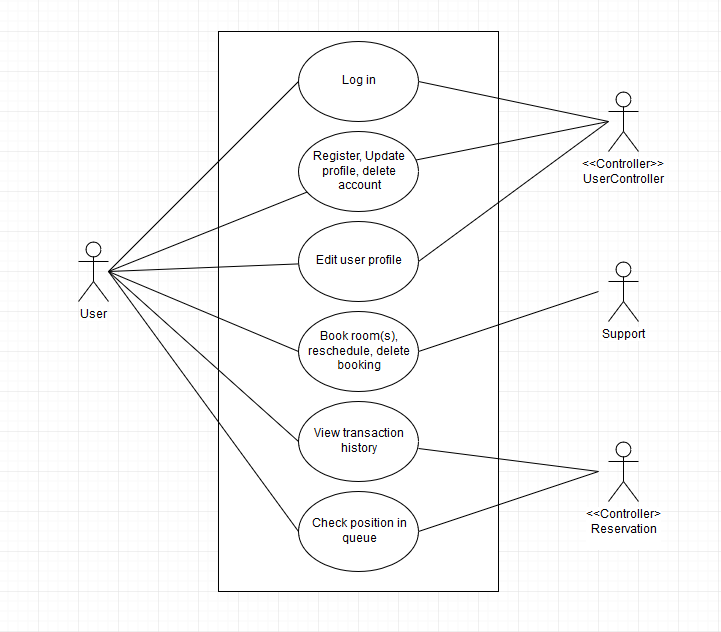 Log in
Register, Update
profile, delete
account
<<Controller>>
UserController
Edit user profile
User
Book room(s),
reschedule, delete
booking
Support
View transaction
history
Check position in
queue
<<Controller>
Reservation